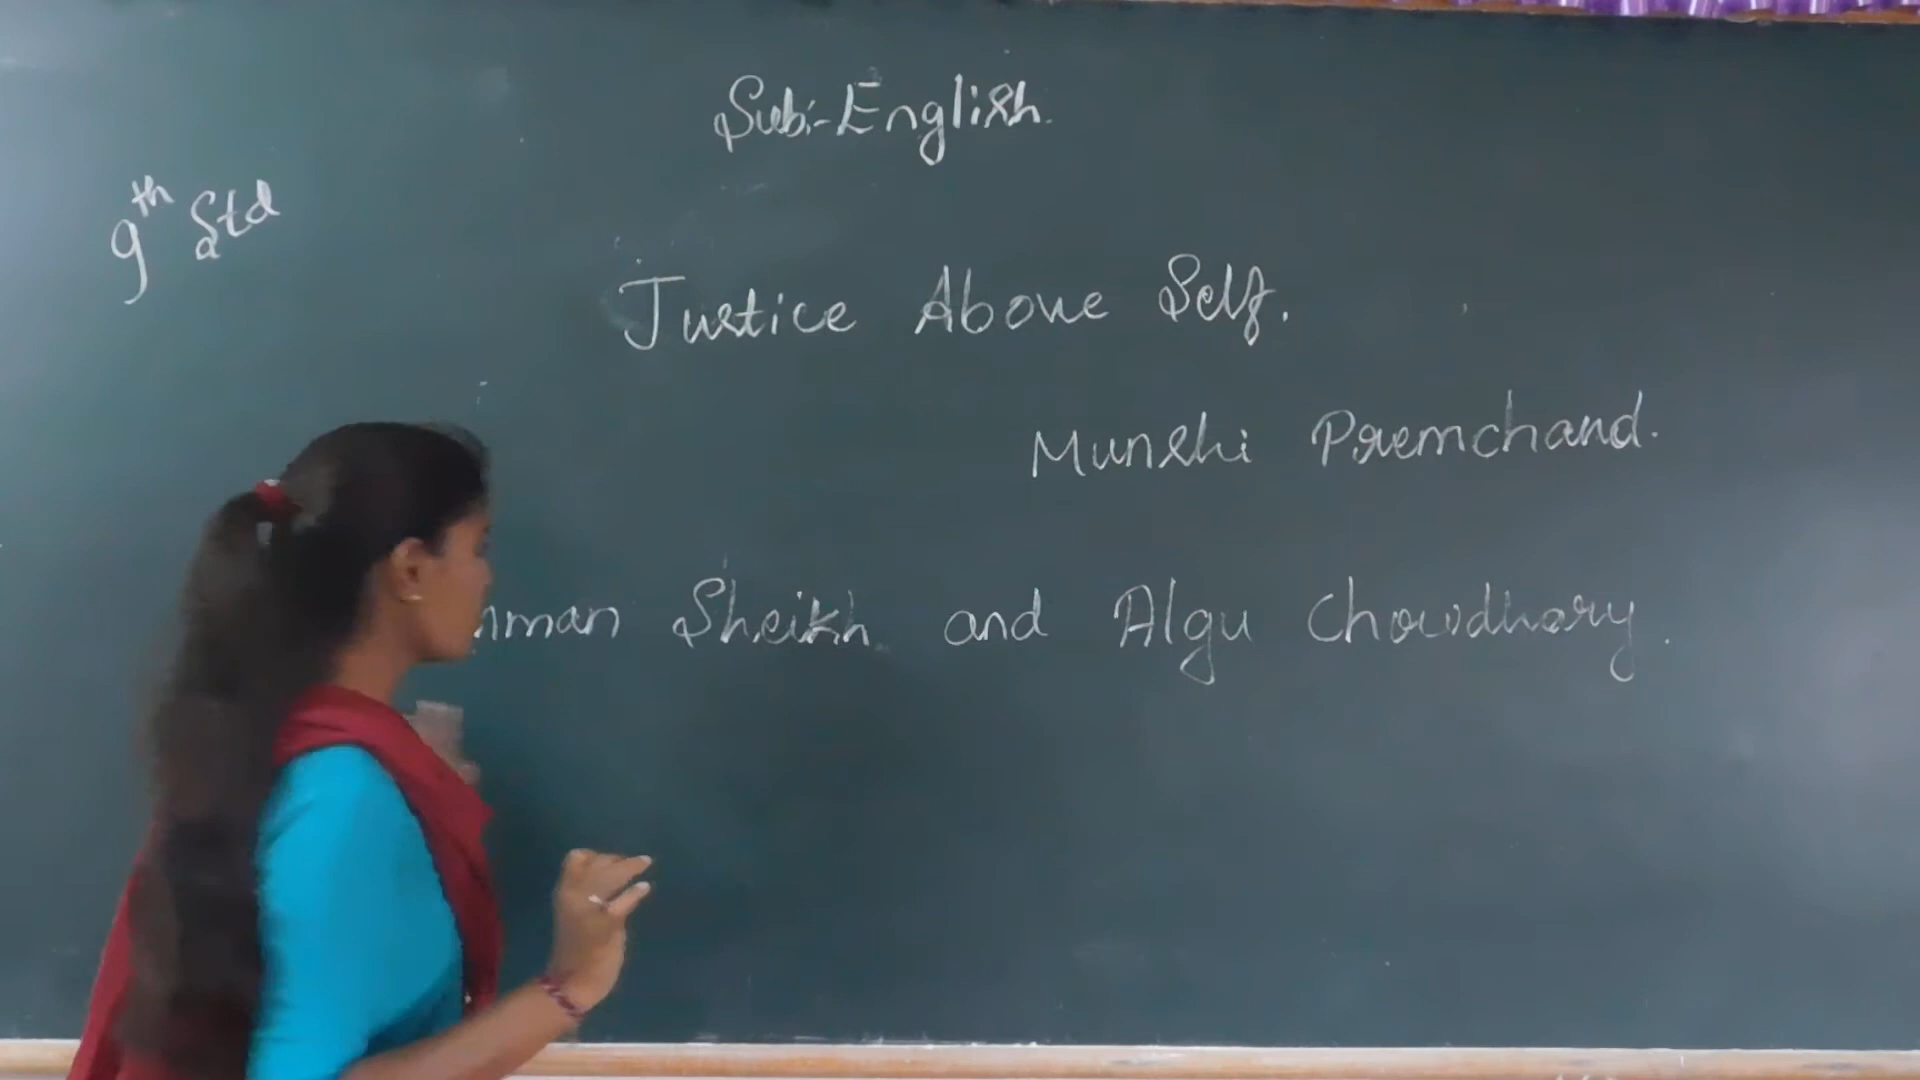 Sub:-English.
9th Std
Justice Above Self.
Munshi Premchand.
Sheikh and Algu Chowdhary.